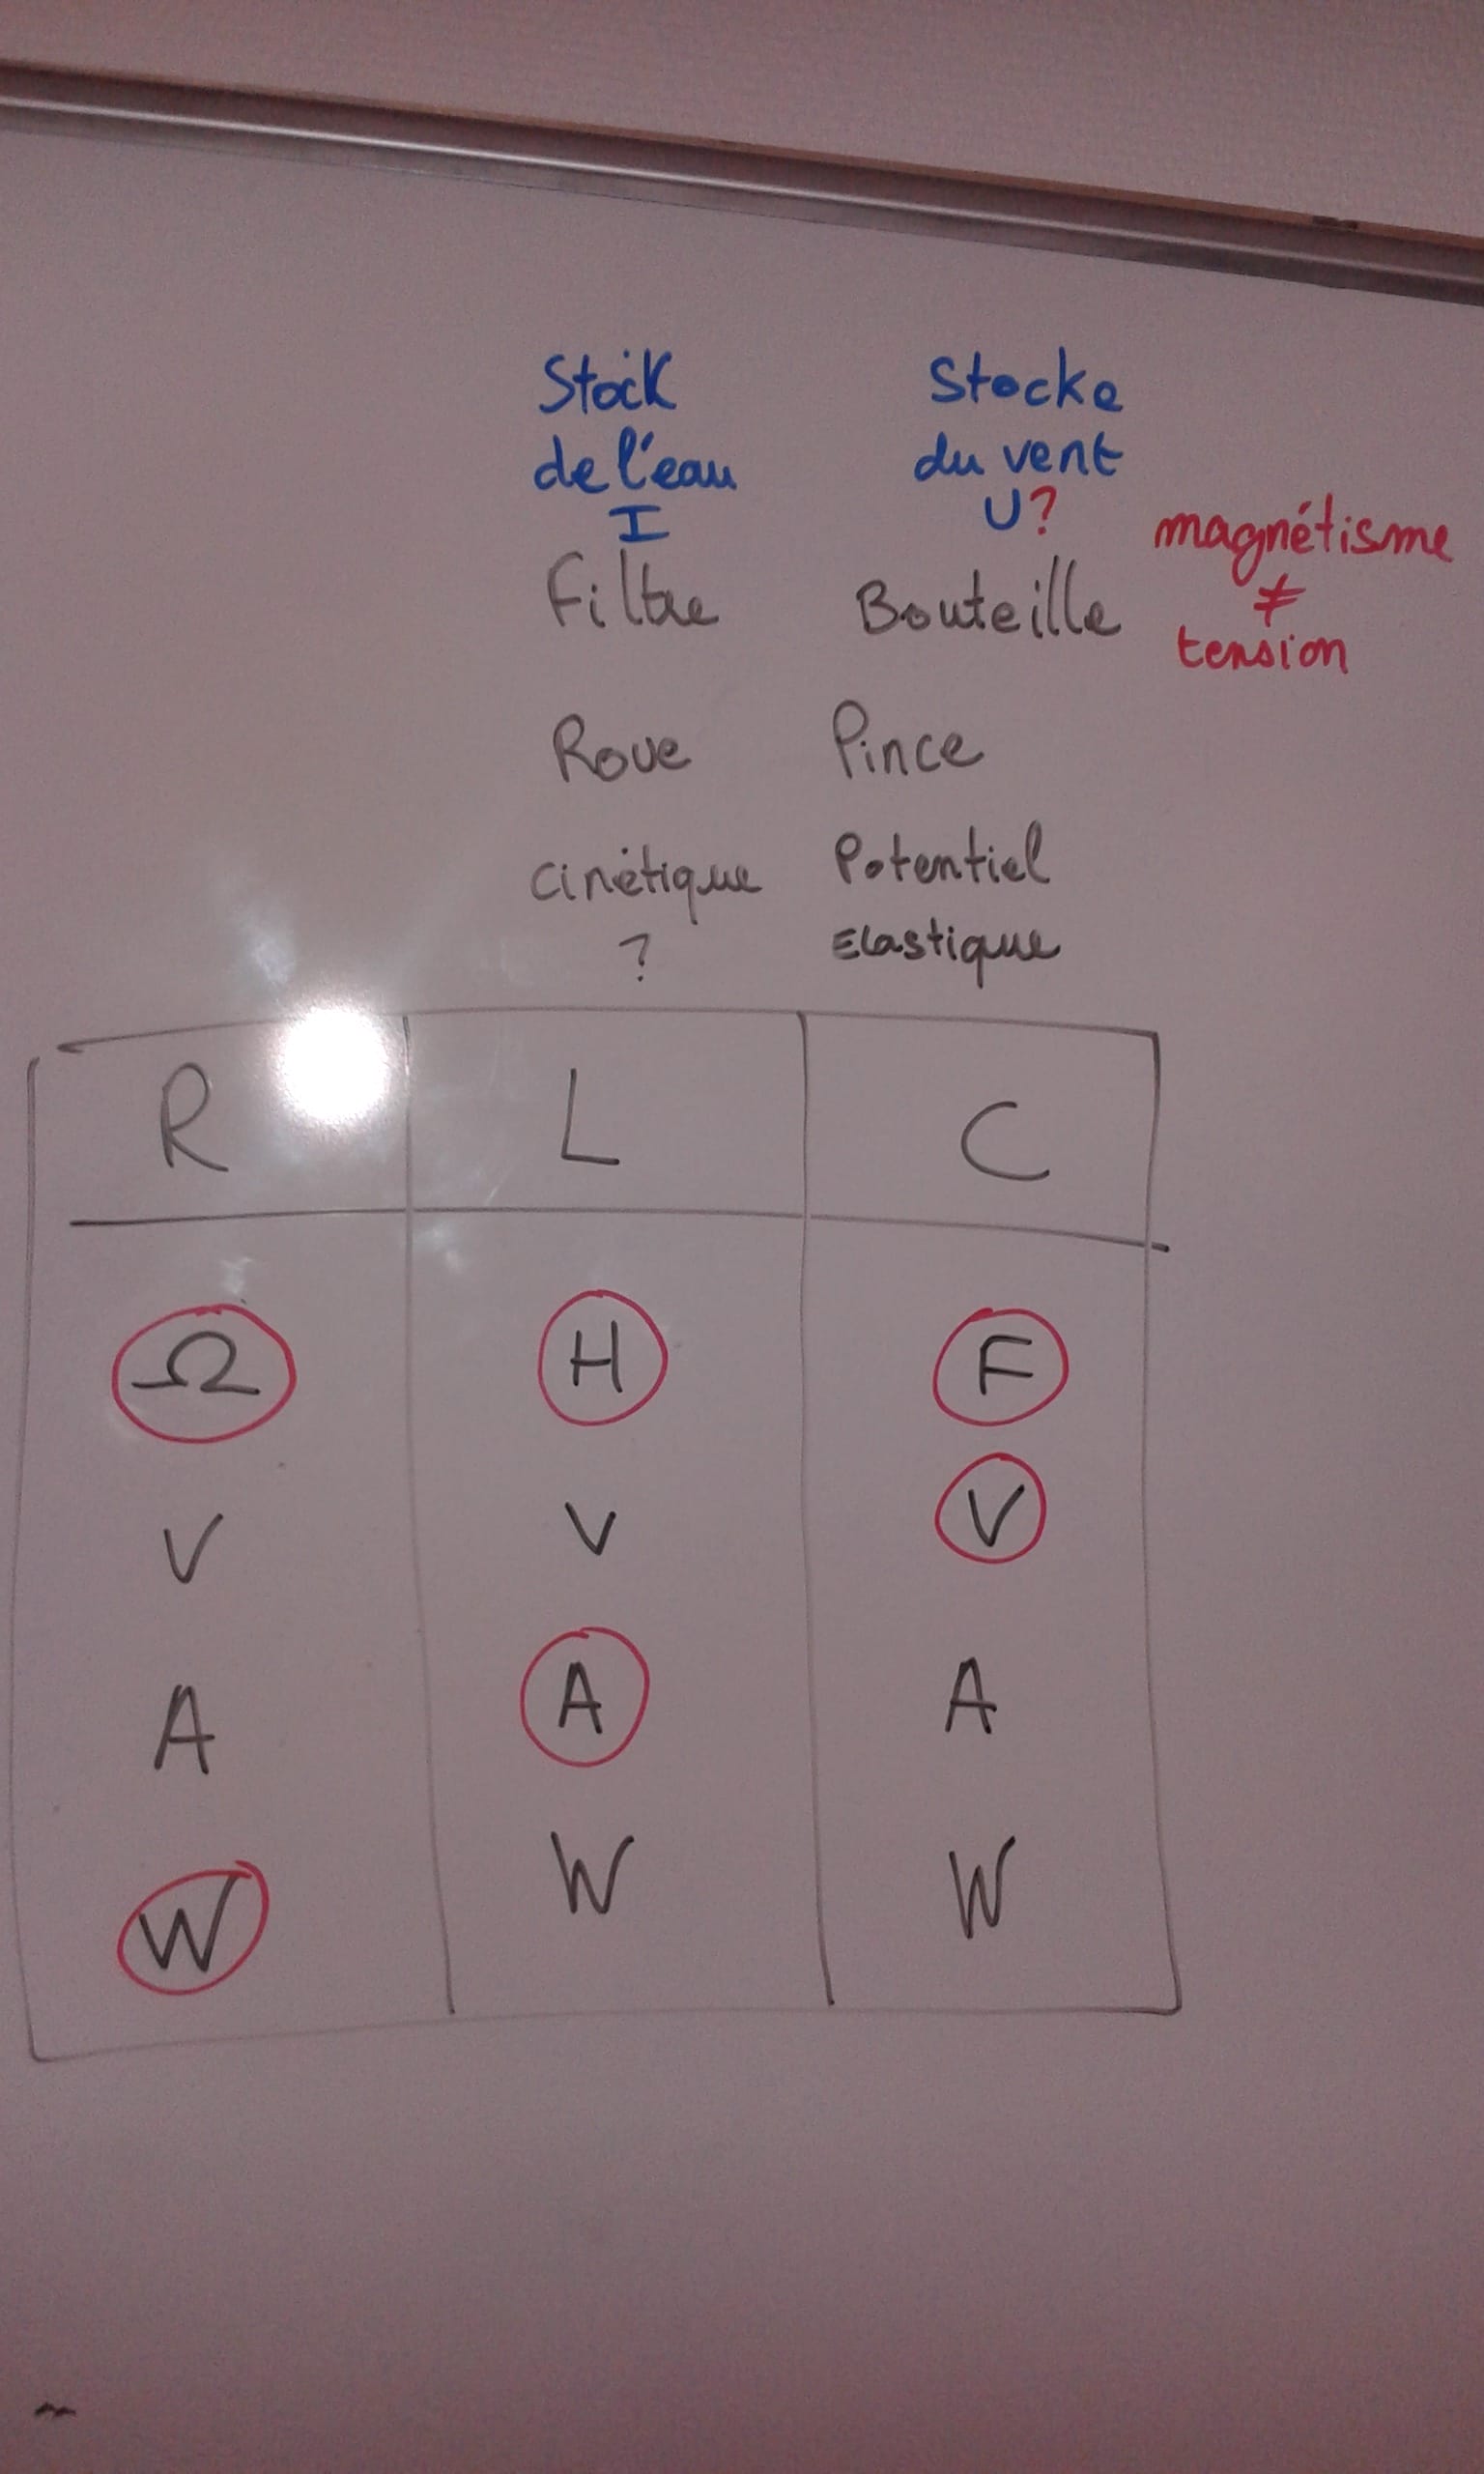 Stock
de l'eau
I
Filtre
Roue
cinétique
?
Stocke
du vent
U?
Bouteille
Pince
Potentiel
Elastique
magnétisme
≠
tension
R L C
Ω H F
V V V
A A A
W W W